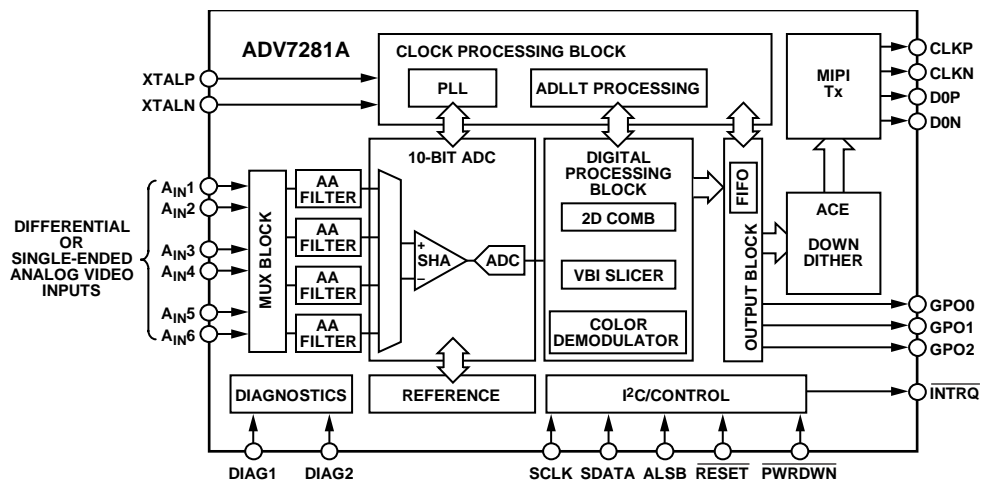 ADV7281A
CLOCK PROCESSING BLOCK
PLL
ADLLT PROCESSING
XTALP
XTALN
MIPI
Tx
CLKP
CLKN
D0P
D0N
10-BIT ADC
DIGITAL
PROCESSING
BLOCK
2D COMB
VBI SLICER
COLOR
DEMODULATOR
FIFO
OUTPUT BLOCK
ACE
DOWN
DITHER
DIFFERENTIAL
OR
SINGLE-ENDED
ANALOG VIDEO
INPUTS
AIN1
AIN2
AIN3
AIN4
AIN5
AIN6
MUX BLOCK
AA
FILTER
AA
FILTER
AA
FILTER
AA
FILTER
+
SHA
–
ADC
GPO0
GPO1
GPO2
DIAGNOSTICS
REFERENCE
I2C/CONTROL
INTRQ
DIAG1
DIAG2
SCLK
SDATA
ALSB
RESET
PWRDWN